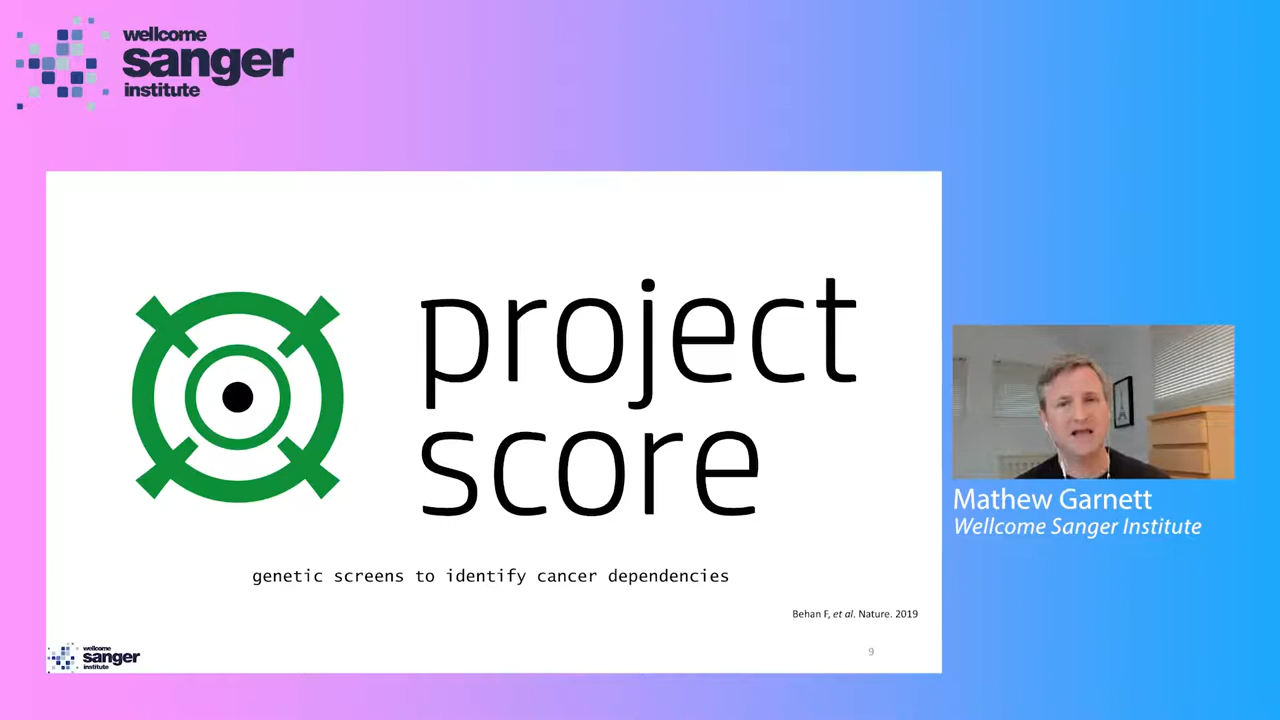 wellcome
sanger
institute
project
score
genetic screens to identify cancer dependencies
Behan F, et al. Nature. 2019
9
wellcome
sanger
institute
Mathew Garnett
Wellcome Sanger Institute